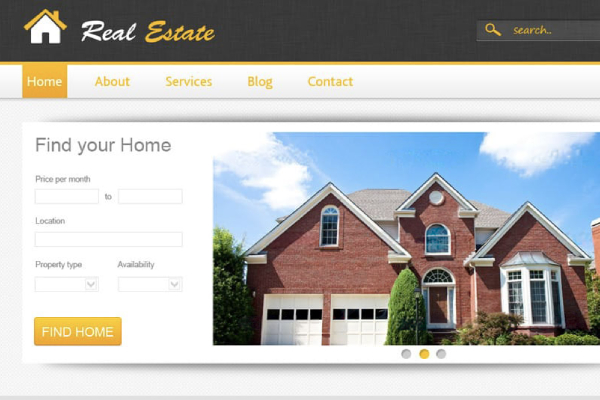 Real Estate
search..
Home About Services Blog Contact
Find your Home
Price per month
to
Location
Property type Availability
FIND HOME